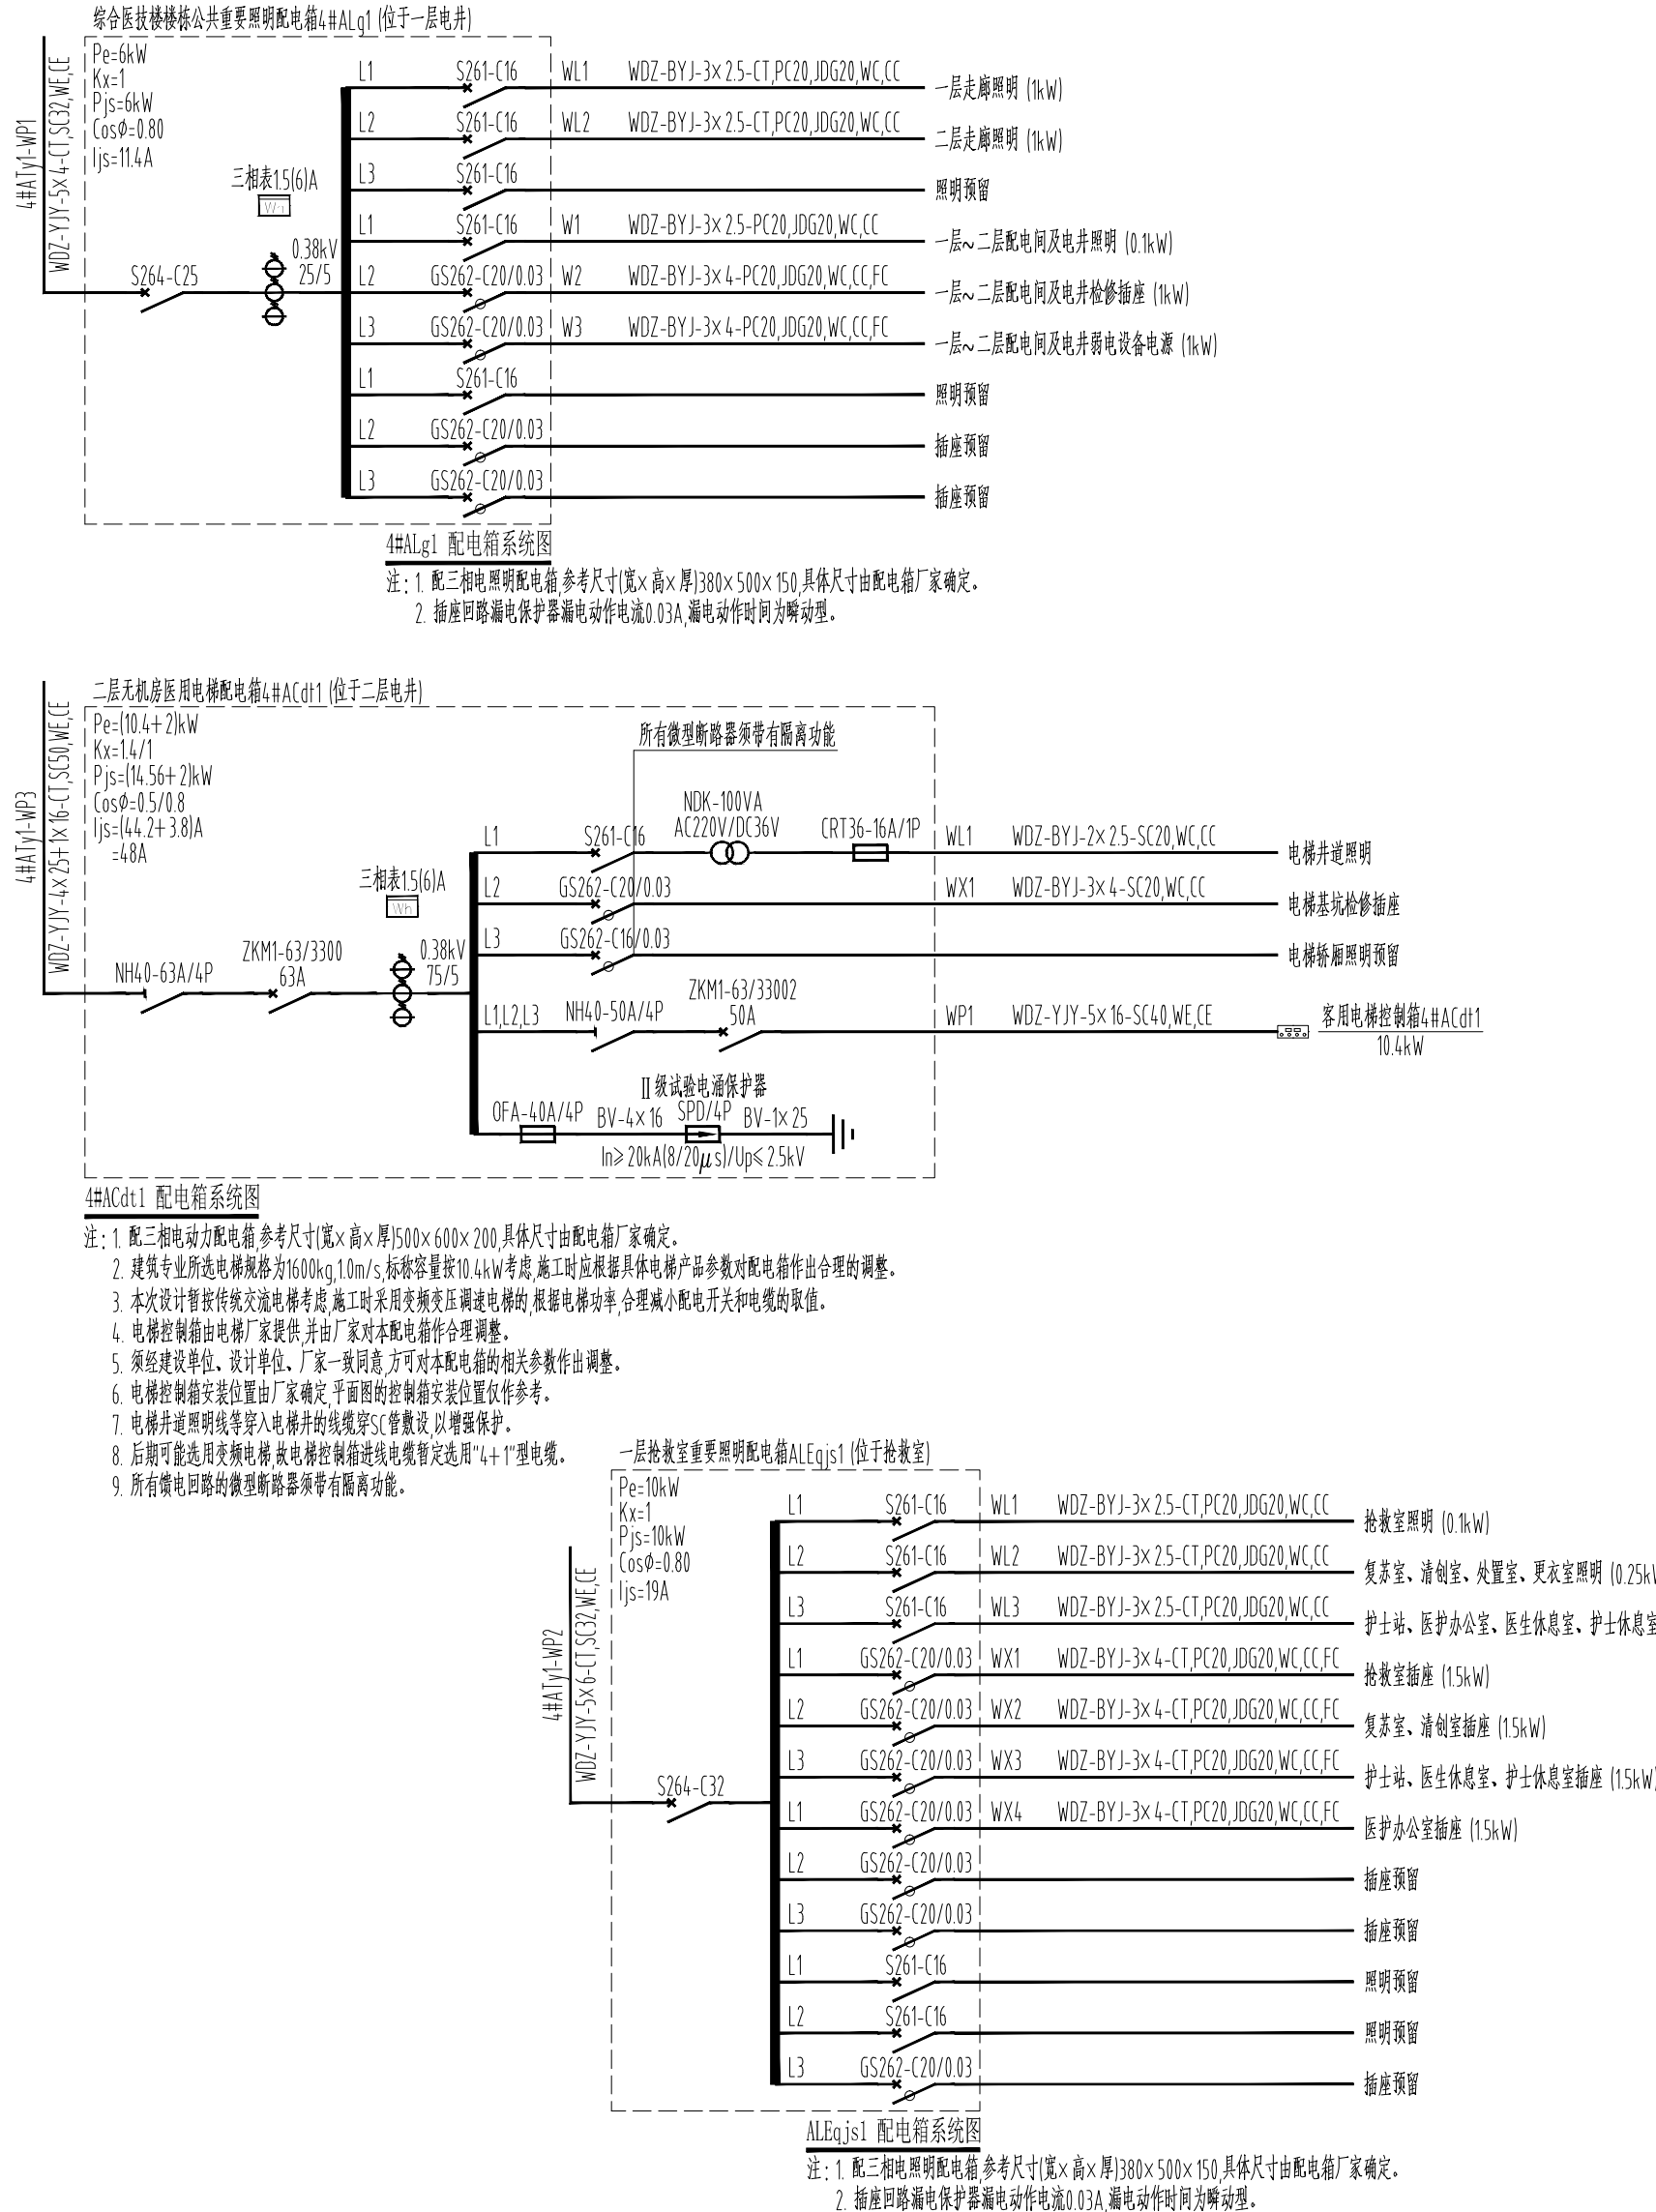 综合医技楼楼栋公共重要照明配电箱4#ALg1 (位于一层电井)
4#ATy1-WP1
WDZ-YJY-5×4-CT,SC32,WE,CE
Pe=6kW
Kx=1
Pjs=6kW
CosØ=0.80
Ijs=11.4A
三相表1.5(6)A
Wh
S264-C25
0.38kV
25/5
L1 S261-C16 WL1 WDZ-BYJ-3×2.5-CT,PC20,JDG20,WC,CC 一层走廊照明 (1kW)
L2 S261-C16 WL2 WDZ-BYJ-3×2.5-CT,PC20,JDG20,WC,CC 二层走廊照明 (1kW)
L3 S261-C16 照明预留
L1 S261-C16 W1 WDZ-BYJ-3×2.5-PC20,JDG20,WC,CC 一层~二层配电间及电井照明 (0.1kW)
L2 GS262-C20/0.03 W2 WDZ-BYJ-3×4-PC20,JDG20,WC,CC,FC 一层~二层配电间及电井检修插座 (1kW)
L3 GS262-C20/0.03 W3 WDZ-BYJ-3×4-PC20,JDG20,WC,CC,FC 一层~二层配电间及电井弱电设备电源 (1kW)
L1 S261-C16 照明预留
L2 GS262-C20/0.03 插座预留
L3 GS262-C20/0.03 插座预留
4#ALg1 配电箱系统图
注: 1. 配三相电照明配电箱,参考尺寸(宽×高×厚)380×500×150,具体尺寸由配电箱厂家确定。
2. 插座回路漏电保护器漏电动作电流0.03A,漏电动作时间为瞬动型。
二层无机房医用电梯配电箱4#ACdt1 (位于二层电井)
4#ATy1-WP3
WDZ-YJY-4×25+1×16-CT,SC50,WE,CE
Pe=(10.4+2)kW
Kx=1.4/1
Pjs=(14.56+2)kW
CosØ=0.5/0.8
Ijs=(44.2+3.8)A
=48A
所有微型断路器须带有隔离功能
三相表1.5(6)A
Wh
NH40-63A/4P
ZKM1-63/3300
63A
0.38kV
75/5
NDK-100VA
AC220V/DC36V
L1 S261-C16 CRT36-16A/1P WL1 WDZ-BYJ-2×2.5-SC20,WC,CC 电梯井道照明
L2 GS262-C20/0.03 WX1 WDZ-BYJ-3×4-SC20,WC,CC 电梯基坑检修插座
L3 GS262-C16/0.03 电梯轿厢照明预留
L1,L2,L3 NH40-50A/4P ZKM1-63/33002 50A WP1 WDZ-YJY-5×16-SC40,WE,CE 客用电梯控制箱4#ACdt1
10.4kW
Ⅱ级试验电涌保护器
OFA-40A/4P BV-4×16 SPD/4P BV-1×25
In≥20kA(8/20μs)/Up≤2.5kV
4#ACdt1 配电箱系统图
注: 1. 配三相电动力配电箱,参考尺寸(宽×高×厚)500×600×200,具体尺寸由配电箱厂家确定。
2. 建筑专业所选电梯规格为1600kg,1.0m/s,标称容量按10.4kW考虑,施工时应根据具体电梯产品参数对配电箱作出合理的调整。
3. 本次设计暂按传统交流电梯考虑,施工时采用变频变压调速电梯的,根据电梯功率,合理减小配电开关和电缆的取值。
4. 电梯控制箱由电梯厂家提供,并由厂家对本配电箱作合理调整。
5. 须经建设单位、设计单位、厂家一致同意,方可对本配电箱的相关参数作出调整。
6. 电梯控制箱安装位置由厂家确定,平面图的控制箱安装位置仅作参考。
7. 电梯井道照明线等穿入电梯井的线缆穿SC管敷设,以增强保护。
8. 后期可能选用变频电梯,故电梯控制箱进线电缆暂定选用"4+1"型电缆。
9. 所有馈电回路的微型断路器须带有隔离功能。
一层抢救室重要照明配电箱ALEqjs1 (位于抢救室)
4#ATy1-WP2
WDZ-YJY-5×6-CT,SC32,WE,CE
Pe=10kW
Kx=1
Pjs=10kW
CosØ=0.80
Ijs=19A
S264-C32
L1 S261-C16 WL1 WDZ-BYJ-3×2.5-CT,PC20,JDG20,WC,CC 抢救室照明 (0.1kW)
L2 S261-C16 WL2 WDZ-BYJ-3×2.5-CT,PC20,JDG20,WC,CC 复苏室、清创室、处置室、更衣室照明 (0.25kW
L3 S261-C16 WL3 WDZ-BYJ-3×2.5-CT,PC20,JDG20,WC,CC 护士站、医护办公室、医生休息室、护士休息室
L1 GS262-C20/0.03 WX1 WDZ-BYJ-3×4-CT,PC20,JDG20,WC,CC,FC 抢救室插座 (1.5kW)
L2 GS262-C20/0.03 WX2 WDZ-BYJ-3×4-CT,PC20,JDG20,WC,CC,FC 复苏室、清创室插座 (1.5kW)
L3 GS262-C20/0.03 WX3 WDZ-BYJ-3×4-CT,PC20,JDG20,WC,CC,FC 护士站、医生休息室、护士休息室插座 (1.5kW)
L1 GS262-C20/0.03 WX4 WDZ-BYJ-3×4-CT,PC20,JDG20,WC,CC,FC 医护办公室插座 (1.5kW)
L2 GS262-C20/0.03 插座预留
L3 GS262-C20/0.03 插座预留
L1 S261-C16 照明预留
L2 S261-C16 照明预留
L3 GS262-C20/0.03 插座预留
ALEqjs1 配电箱系统图
注: 1. 配三相电照明配电箱,参考尺寸(宽×高×厚)380×500×150,具体尺寸由配电箱厂家确定。
2. 插座回路漏电保护器漏电动作电流0.03A,漏电动作时间为瞬动型。